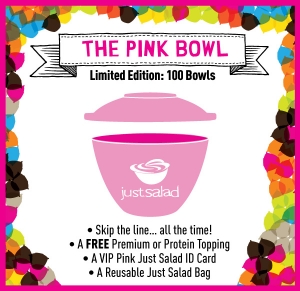 THE PINK BOWL
Limited Edition: 100 Bowls
justsalad
• Skip the line... all the time!
• A FREE Premium or Protein Topping
• A VIP Pink Just Salad ID Card
• A Reusable Just Salad Bag